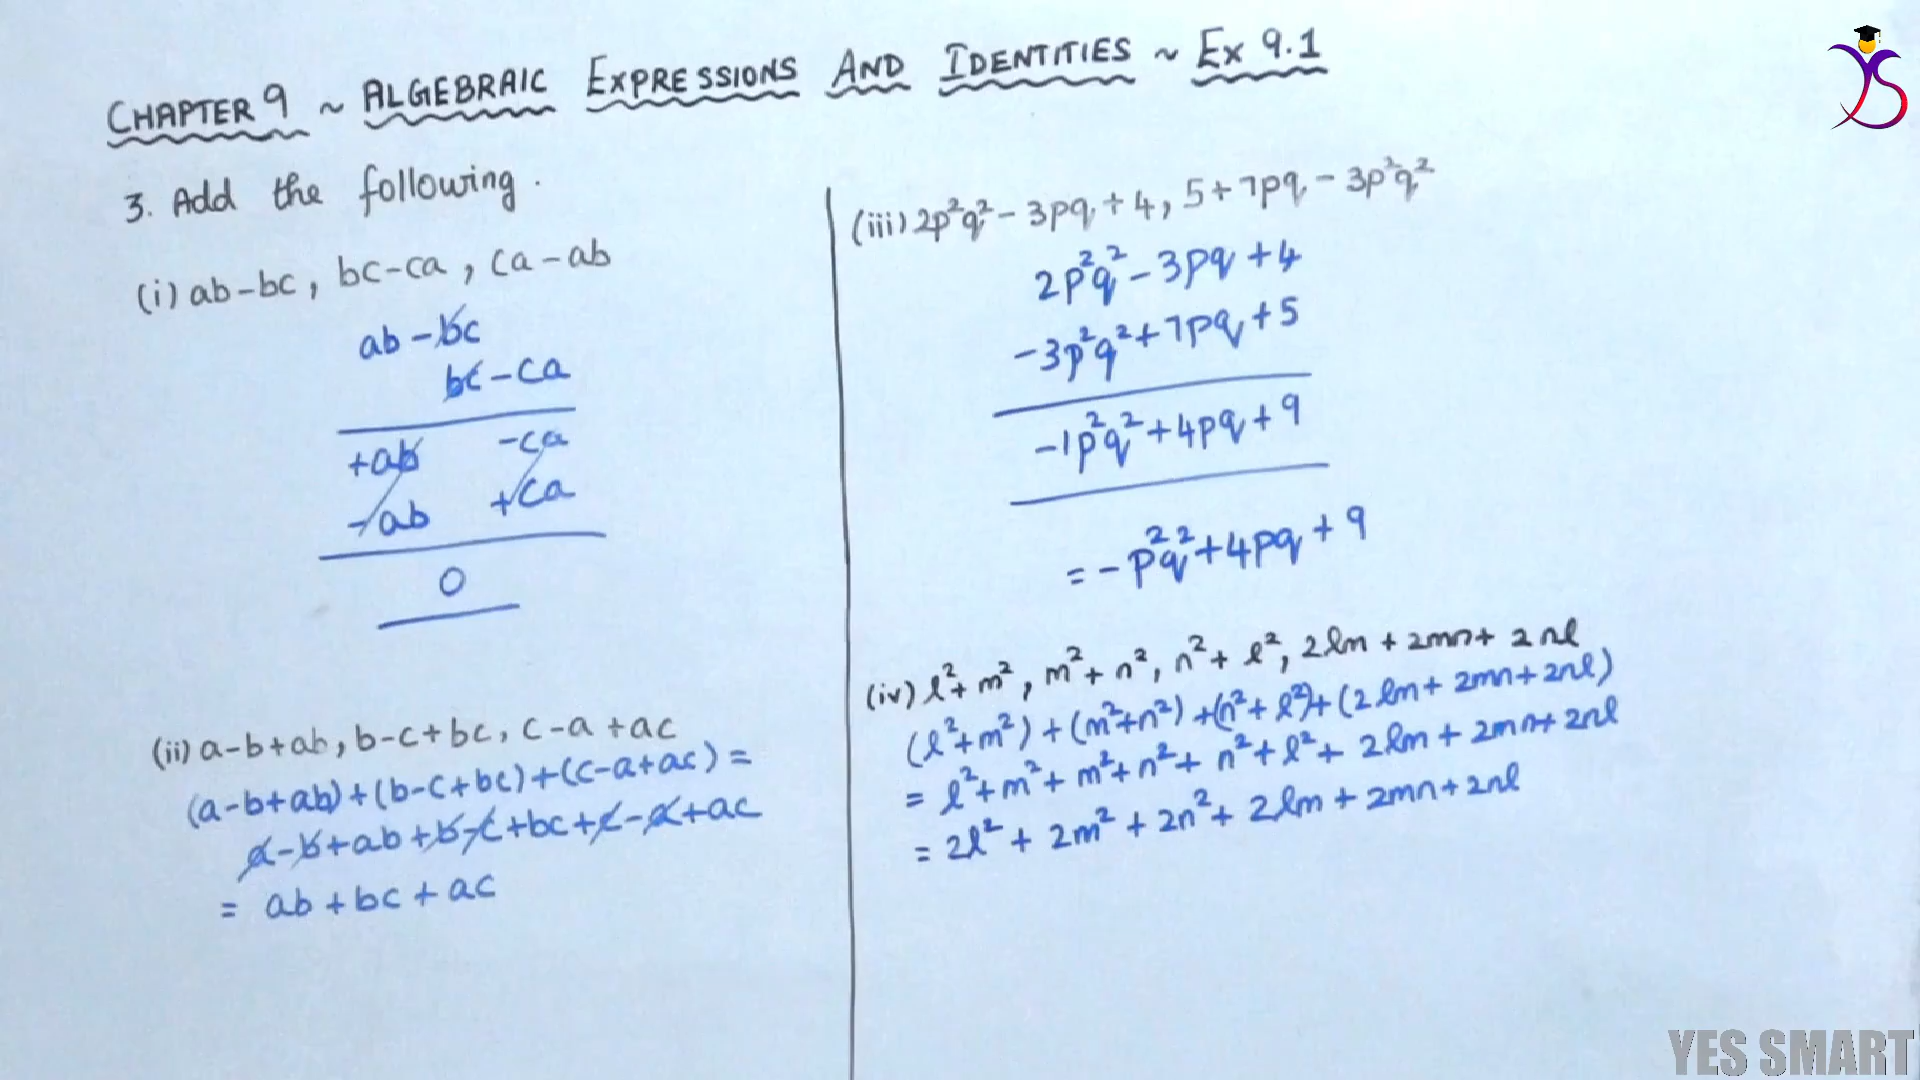 CHAPTER 9 ~ ALGEBRAIC EXPRESSIONS AND IDENTITIES ~ EX 9.1
3. Add the following.
(i) ab-bc, bc-ca, ca-ab
ab-bc
bc-ca
+ab -ca
-ab +ca
0
(ii) a-b+ab, b-c+bc, c-a+ac
(a-b+ab)+(b-c+bc)+(c-a+ac)=
a-b+ab+b-c+bc+c-a+ac
= ab+bc+ac
(iii) 2p²q²-3pq+4, 5+7pq-3p²q²
2p²q²-3pq+4
-3p²q²+7pq+5
-1p²q²+4pq+9
=-p²q²+4pq+9
(iv) l²+m², m²+n², n²+l², 2lm+2mn+2nl
(l²+m²)+(m²+n²)+(n²+l²)+(2lm+2mn+2nl)
= l²+m²+m²+n²+n²+l²+2lm+2mn+2nl
= 2l²+2m²+2n²+2lm+2mn+2nl
YS
YES SMART